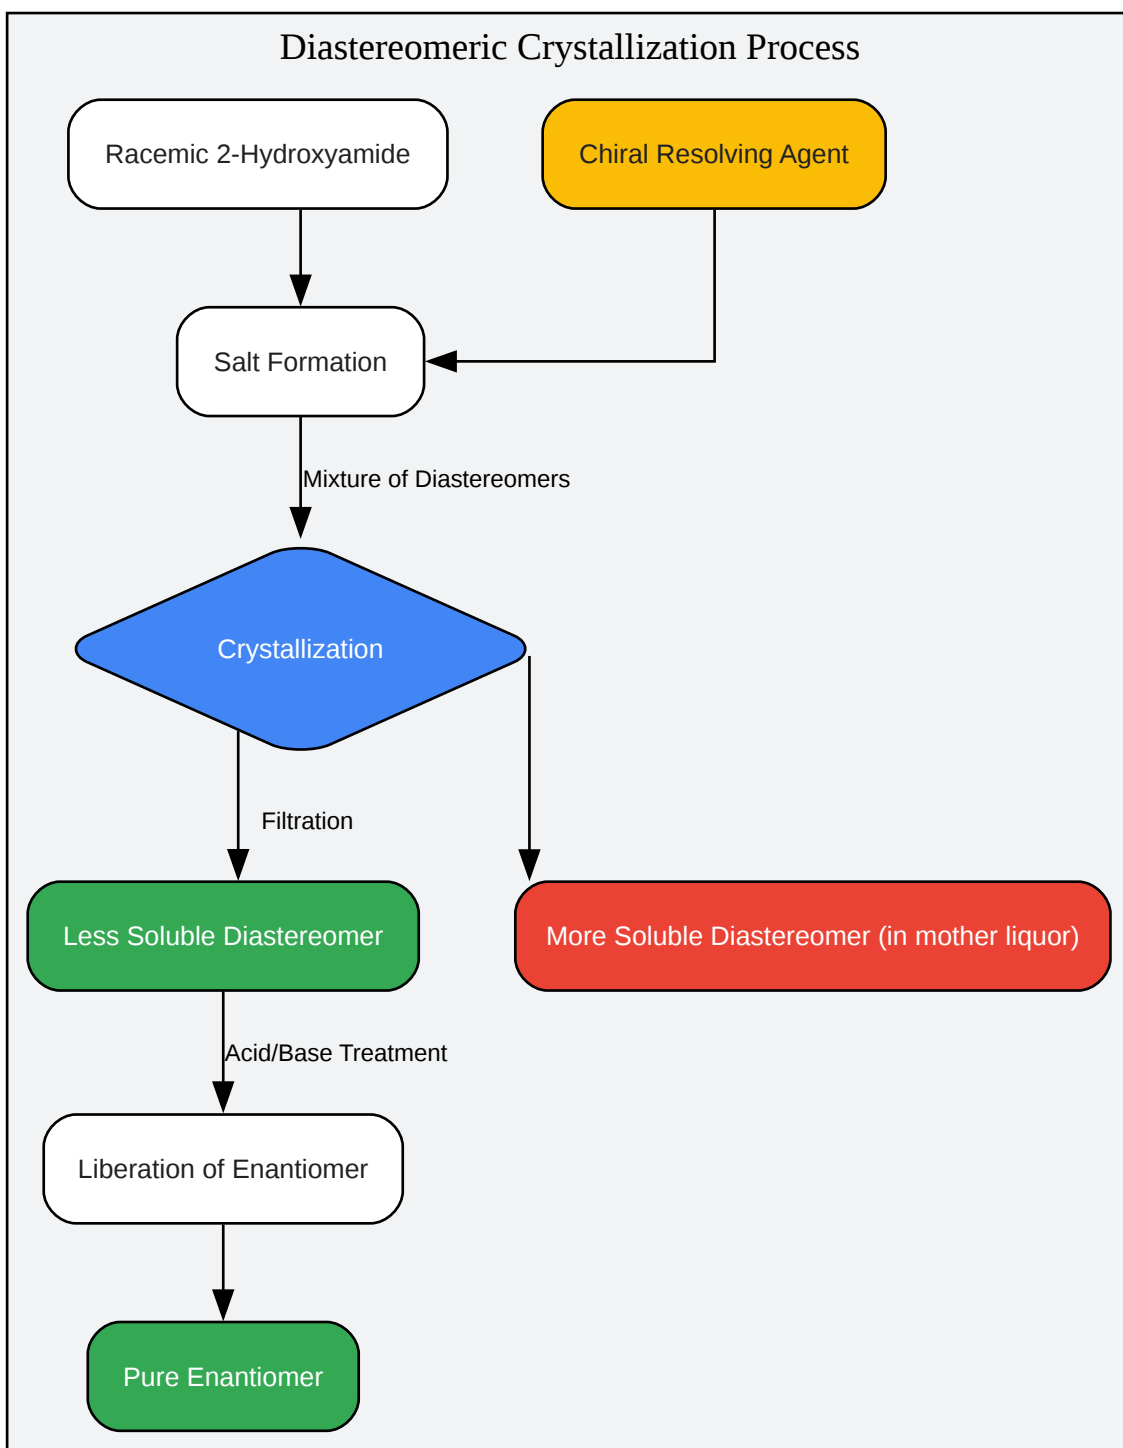 Diastereomeric Crystallization Process
Racemic 2-Hydroxyamide
Chiral Resolving Agent
Salt Formation
Mixture of Diastereomers
Crystallization
Filtration
Less Soluble Diastereomer
More Soluble Diastereomer (in mother liquor)
Acid/Base Treatment
Liberation of Enantiomer
Pure Enantiomer